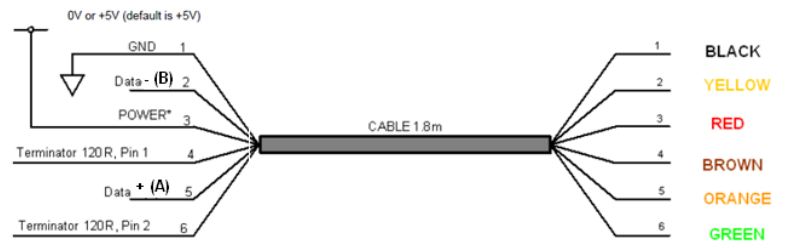 0V or +5V (default is +5V)
GND 1
Data - (B) 2
POWER* 3
Terminator 120R, Pin 1 4
Data + (A) 5
Terminator 120R, Pin 2 6
CABLE 1.8m
1 BLACK
2 YELLOW
3 RED
4 BROWN
5 ORANGE
6 GREEN